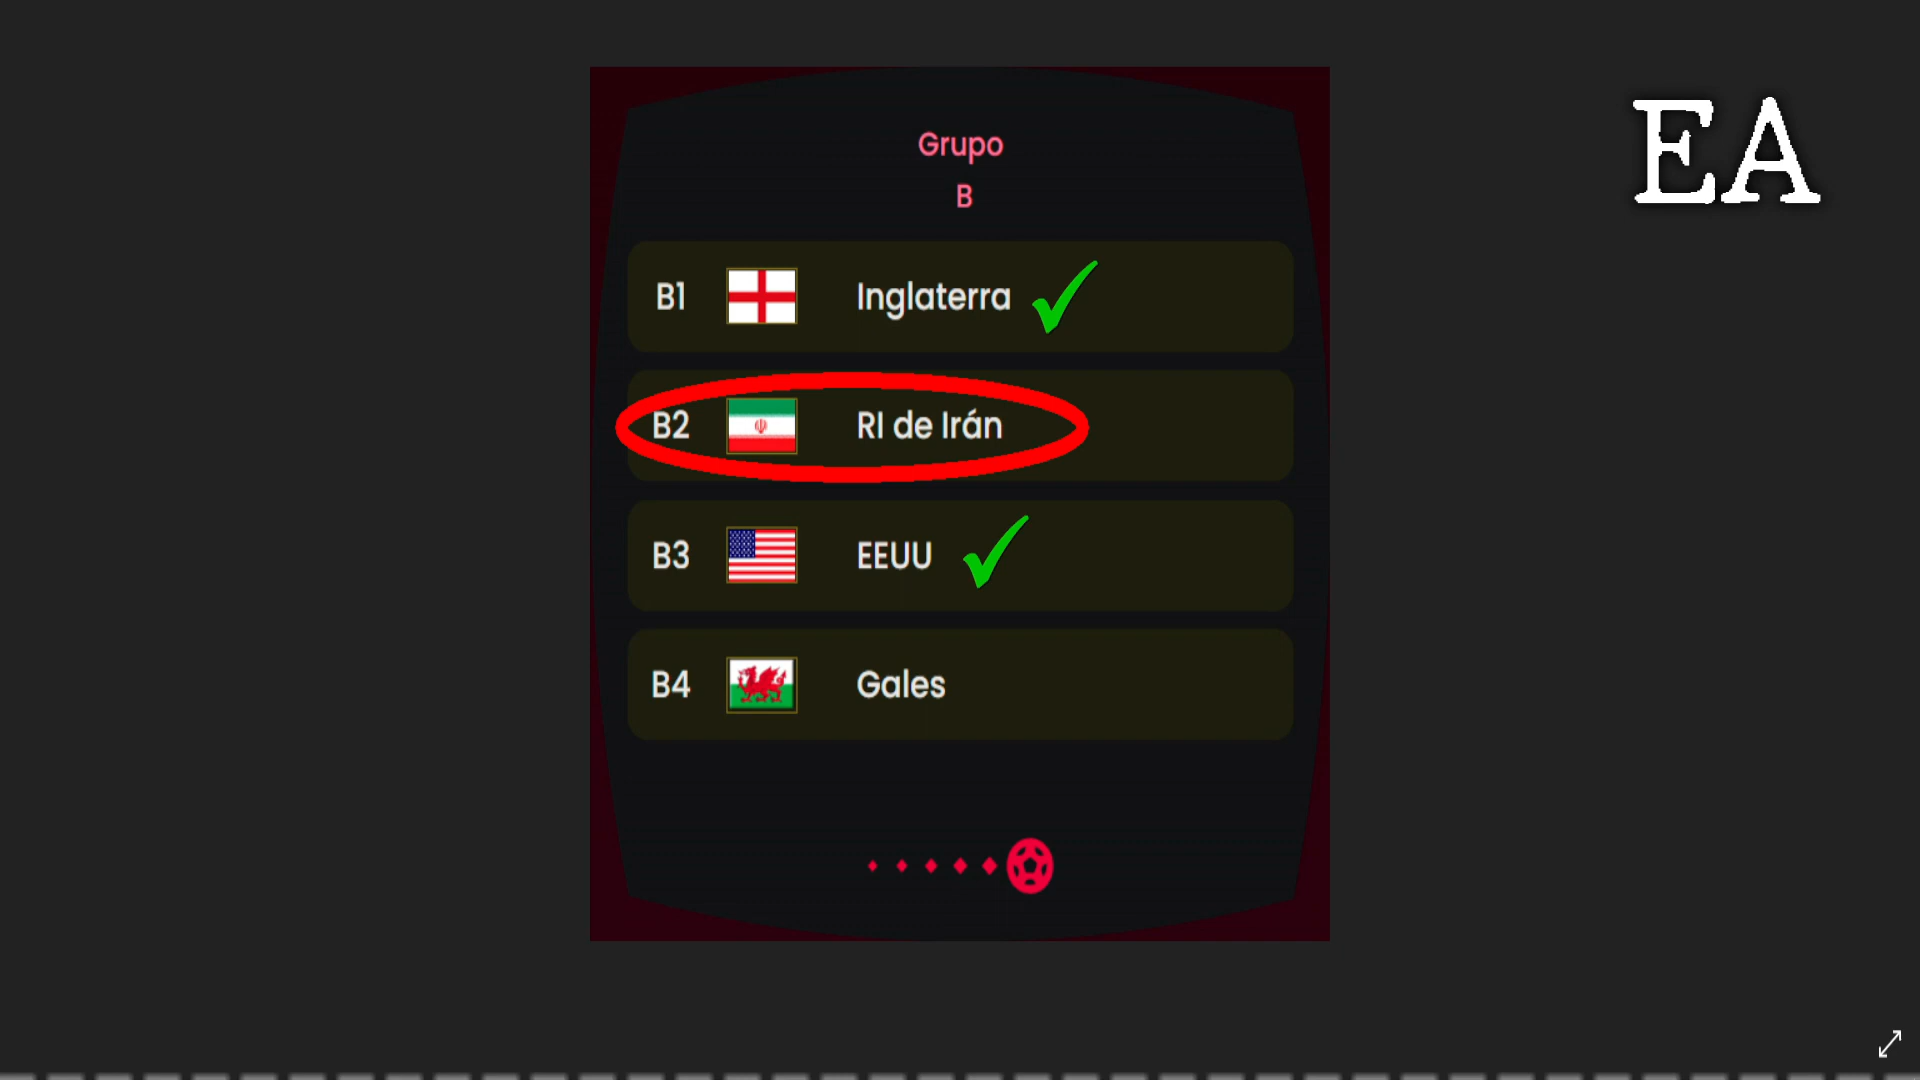 EA
Grupo
B
B1 Inglaterra
B2 RI de Irán
B3 EEUU
B4 Gales